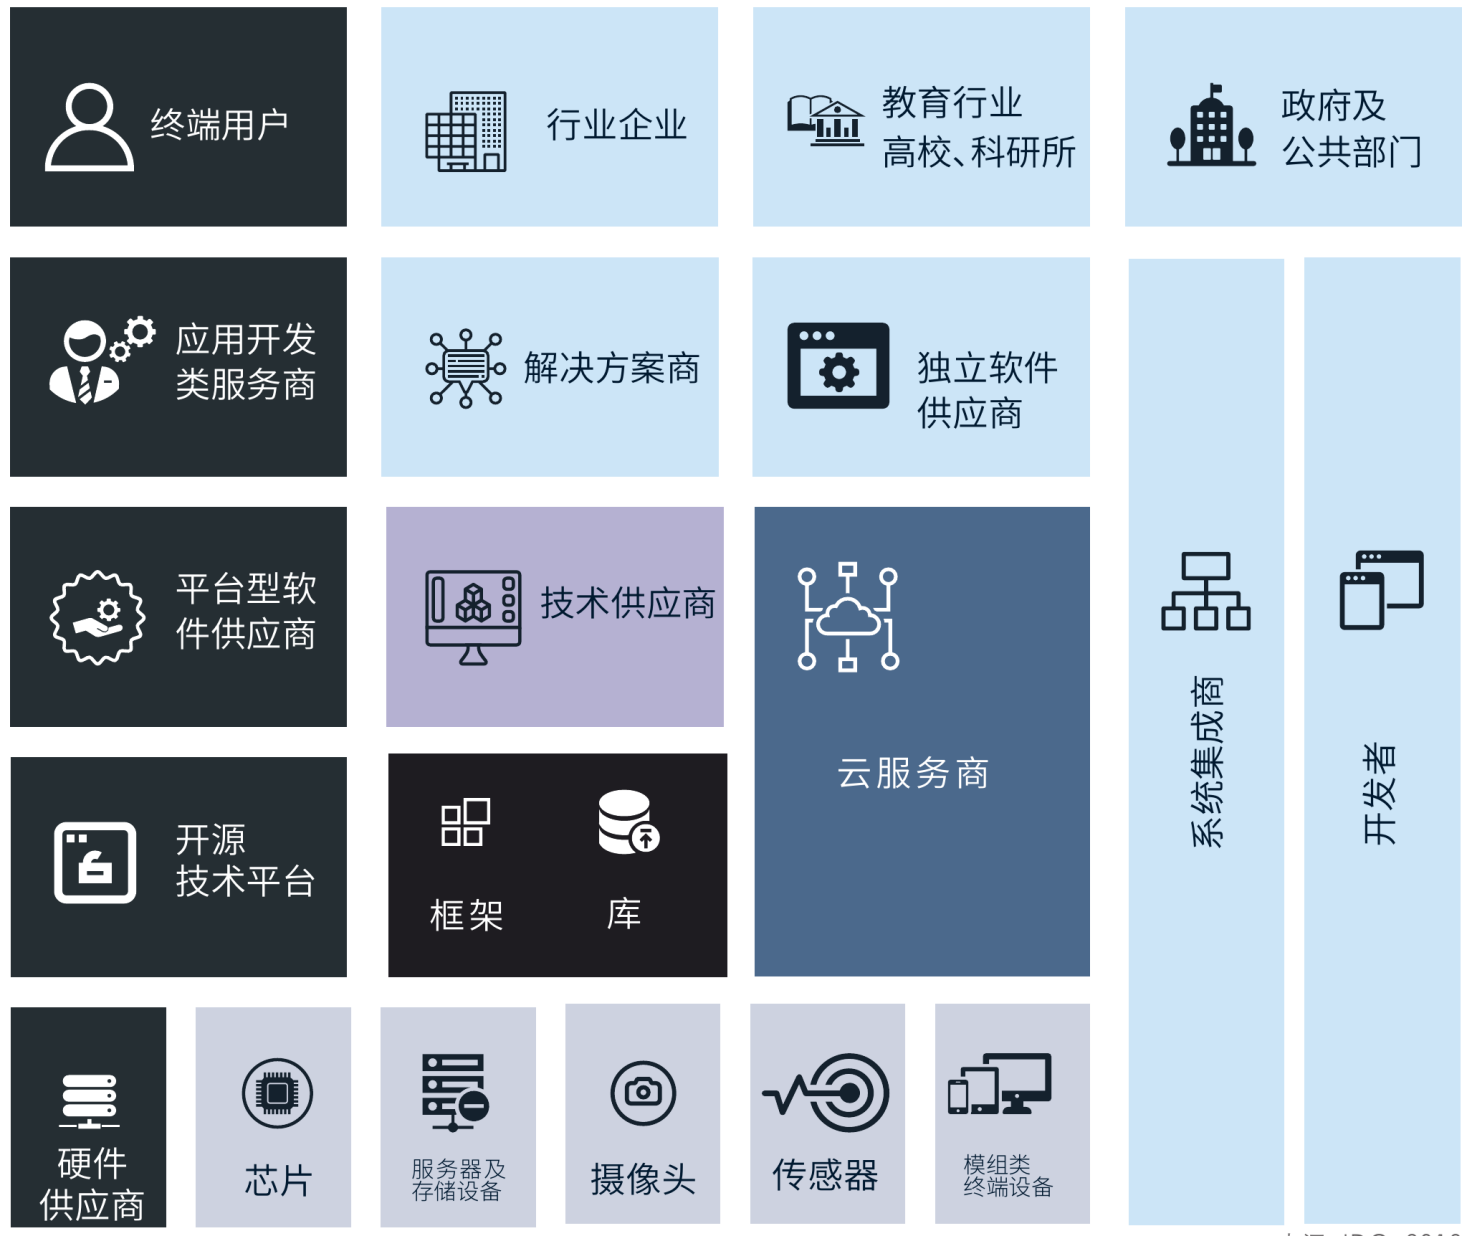 终端用户
行业企业
教育行业
高校、科研所
政府及
公共部门
应用开发
类服务商
解决方案商
独立软件
供应商
平台型软
件供应商
技术供应商
云服务商
系统集成商
开发者
开源
技术平台
框架
库
硬件
供应商
芯片
服务器及
存储设备
摄像头
传感器
模组类
终端设备